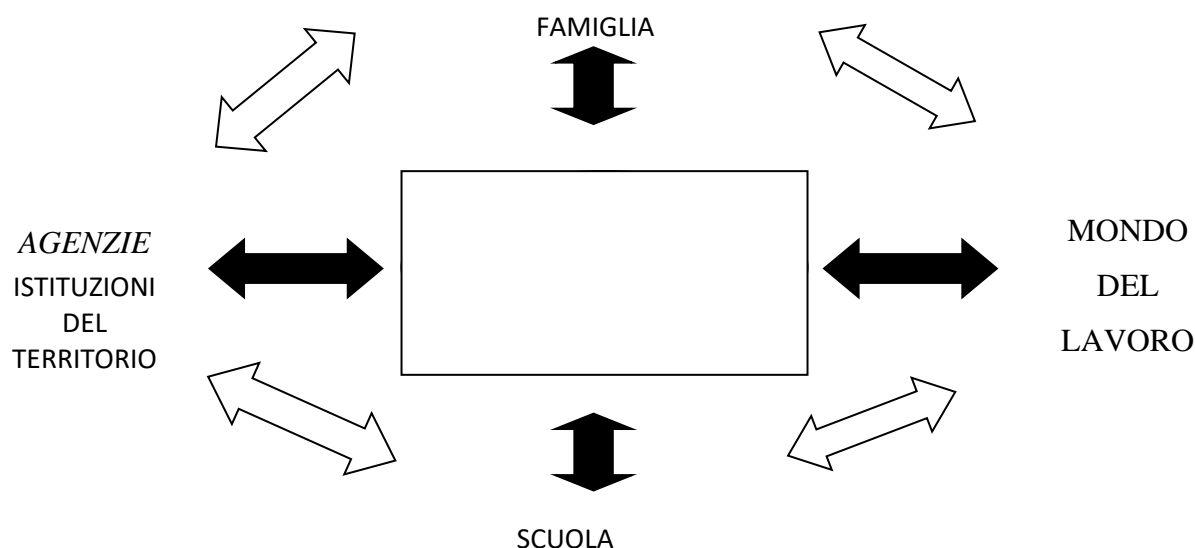 FAMIGLIA
AGENZIE
ISTITUZIONI
DEL
TERRITORIO
MONDO
DEL
LAVORO
SCUOLA